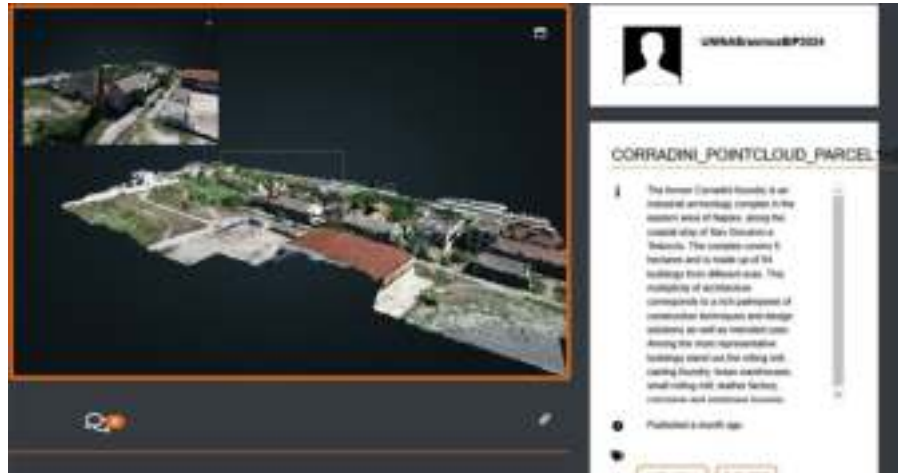 CORRADINI_POINTCLOUD_PARCEL
The former Corradini foundry is an
industrial archeology complex in the
eastern area of Naples, along the
coastal strip of San Giovanni a
Teduccio. The complex covers 5
hectares and is made up of
buildings from different eras. This
multiplicity of architecture
corresponds to a rich palimpsest of
construction techniques and design
solutions as well as intended uses.
Among the most representative
buildings stand out the rolling mill,
casting foundry, warehouses,
small rolling mill, leather factory,
Published a month ago